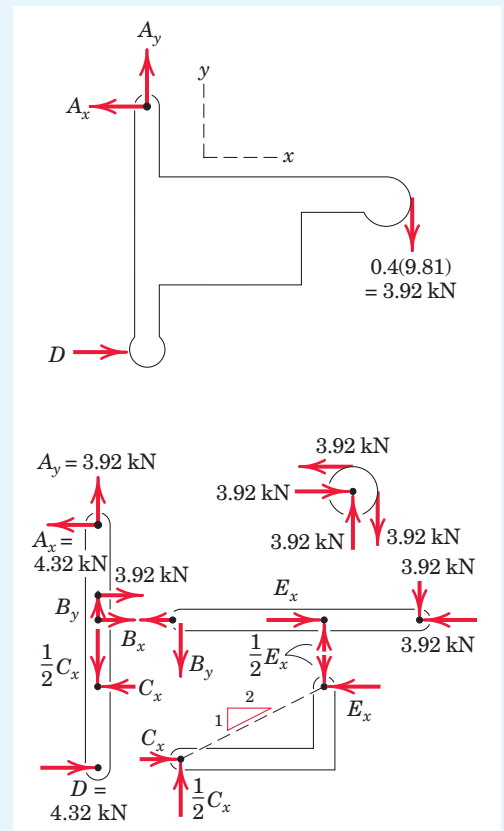 A_y
y
A_x
x
0.4(9.81)
= 3.92 kN
D
A_y = 3.92 kN
3.92 kN
3.92 kN
A_x =
4.32 kN
3.92 kN
3.92 kN
3.92 kN
3.92 kN
B_y
E_x
B_x
3.92 kN
\frac{1}{2}C_x
B_y
\frac{1}{2}E_x
C_x
E_x
2
1
C_x
\frac{1}{2}C_x
D =
4.32 kN